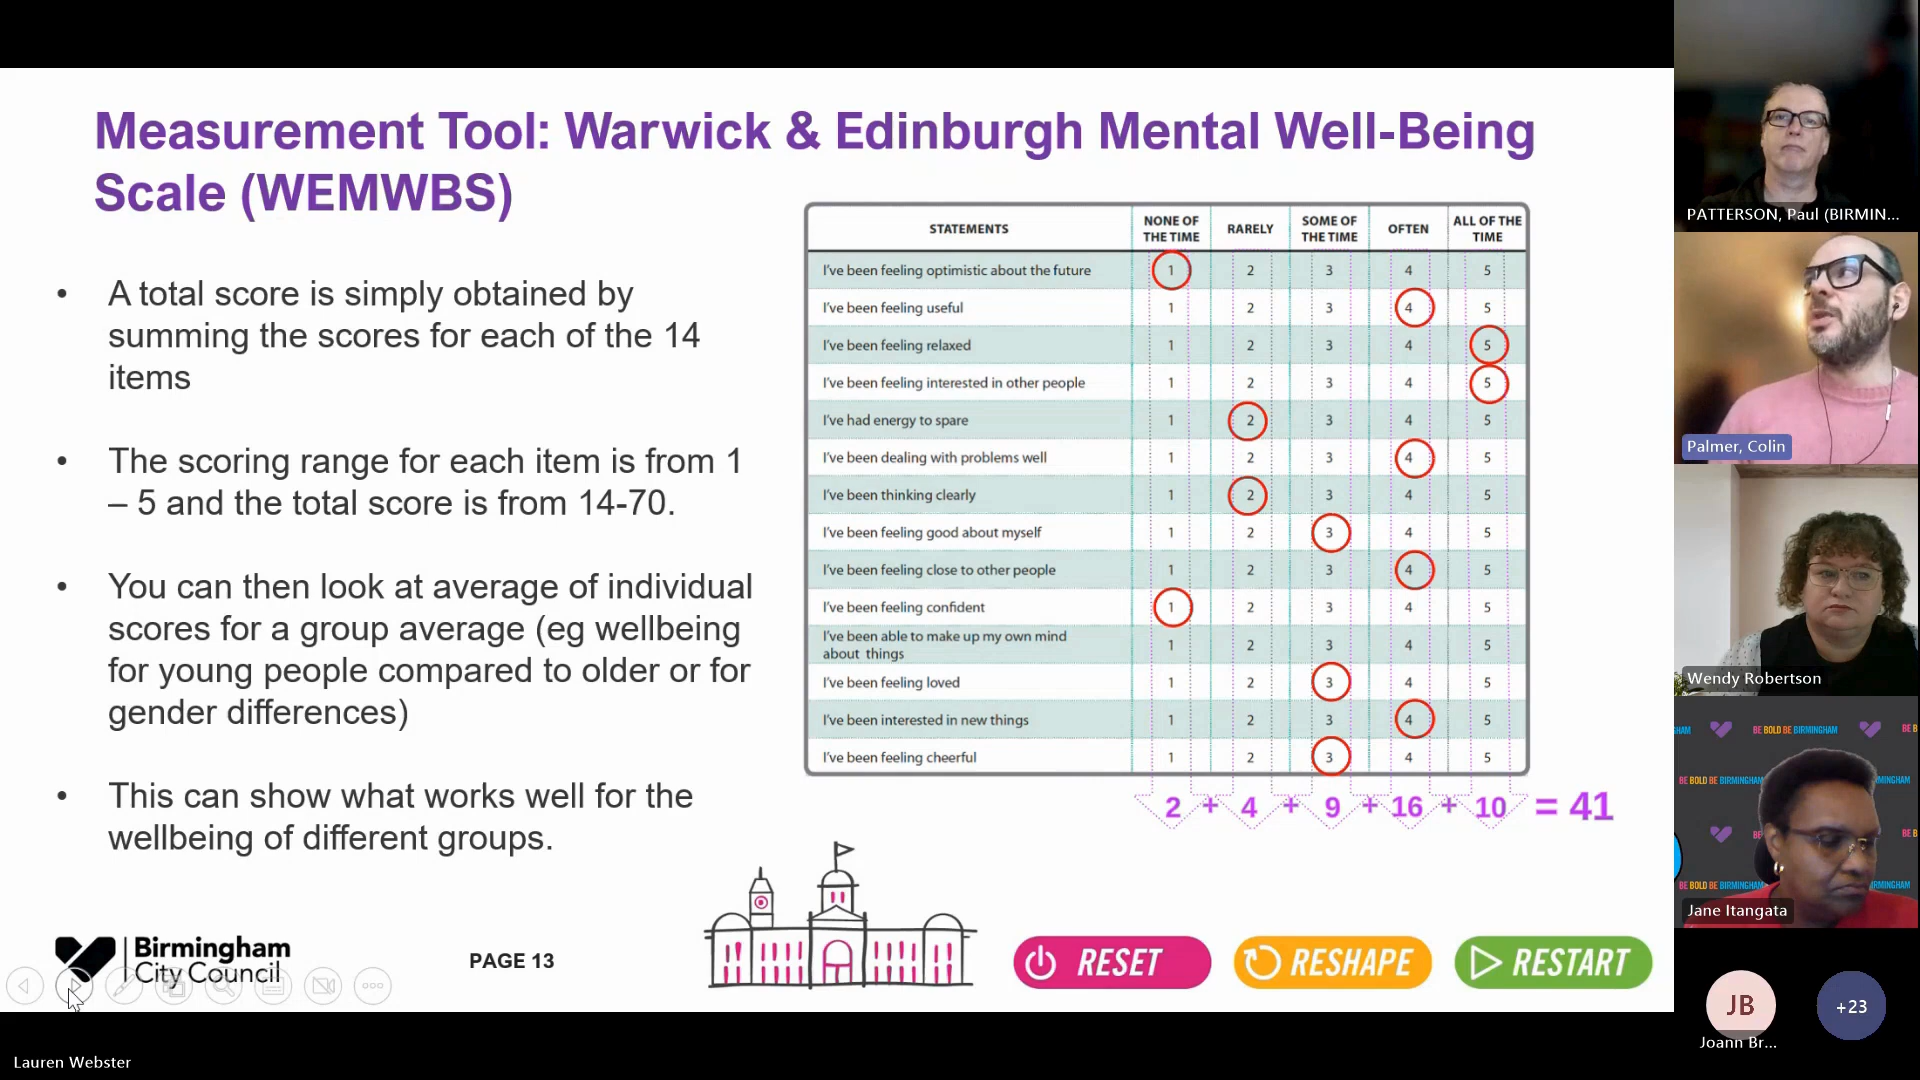 Measurement Tool: Warwick & Edinburgh Mental Well-Being
Scale (WEMWBS)
• A total score is simply obtained by
summing the scores for each of the 14
items
• The scoring range for each item is from 1
– 5 and the total score is from 14-70.
• You can then look at average of individual
scores for a group average (eg wellbeing
for young people compared to older or for
gender differences)
• This can show what works well for the
wellbeing of different groups.
STATEMENTS NONE OF THE TIME RARELY SOME OF THE TIME OFTEN ALL OF THE TIME
I've been feeling optimistic about the future 1 2 3 4 5
I've been feeling useful 1 2 3 4 5
I've been feeling relaxed 1 2 3 4 5
I've been feeling interested in other people 1 2 3 4 5
I've had energy to spare 1 2 3 4 5
I've been dealing with problems well 1 2 3 4 5
I've been thinking clearly 1 2 3 4 5
I've been feeling good about myself 1 2 3 4 5
I've been feeling close to other people 1 2 3 4 5
I've been feeling confident 1 2 3 4 5
I've been able to make up my own mind
about things 1 2 3 4 5
I've been feeling loved 1 2 3 4 5
I've been interested in new things 1 2 3 4 5
I've been feeling cheerful 1 2 3 4 5
2 + 4 + 9 + 16 + 10 = 41
Birmingham
City Council
PAGE 13
RESET
RESHAPE
RESTART
Lauren Webster
PATTERSON, Paul (BIRMIN...
Palmer, Colin
Wendy Robertson
HAM BE BOLD BE BIRMINGHAM BE B
BE BOLD BE BIRMINGHAM MINGHAM
BE BE B
BE BOLD BE BIRMINGHAM IRMINGHAM
Jane Itangata
JB
Joann Br...
+23